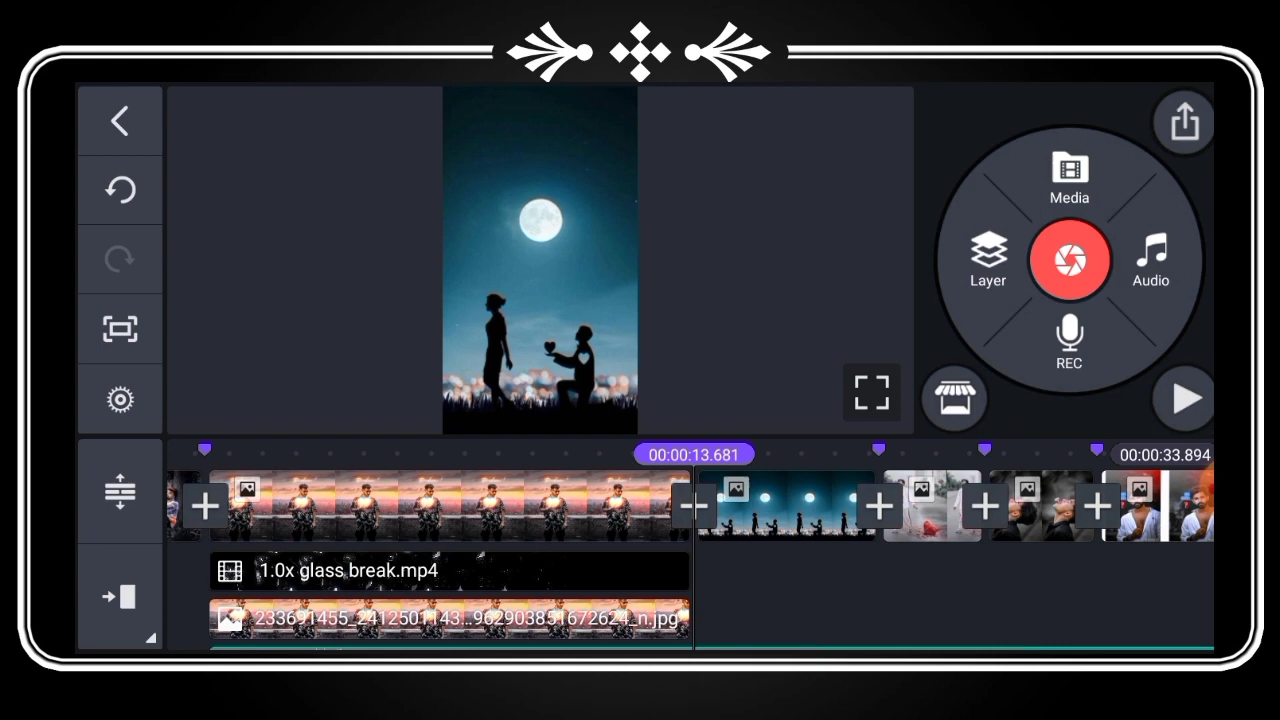 Media
Layer
Audio
REC
00:00:13.681
00:00:33.894
1.0x glass break.mp4
233691455_2412501143...962903851672624_n.jpg